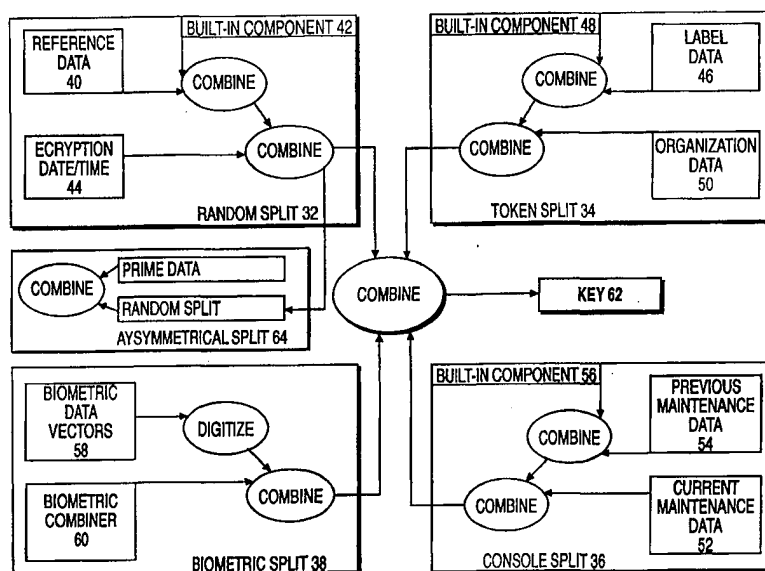 BUILT-IN COMPONENT 42
REFERENCE
DATA
40
COMBINE
ECRYPTION
DATE/TIME
44
COMBINE
RANDOM SPLIT 32
BUILT-IN COMPONENT 48
LABEL
DATA
46
COMBINE
COMBINE
ORGANIZATION
DATA
50
TOKEN SPLIT 34
PRIME DATA
COMBINE
RANDOM SPLIT
AYSYMMETRICAL SPLIT 64
COMBINE
KEY 62
BIOMETRIC
DATA
VECTORS
58
DIGITIZE
BIOMETRIC
COMBINER
60
COMBINE
BIOMETRIC SPLIT 38
BUILT-IN COMPONENT 56
PREVIOUS
MAINTENANCE
DATA
54
COMBINE
COMBINE
CURRENT
MAINTENANCE
DATA
52
CONSOLE SPLIT 36